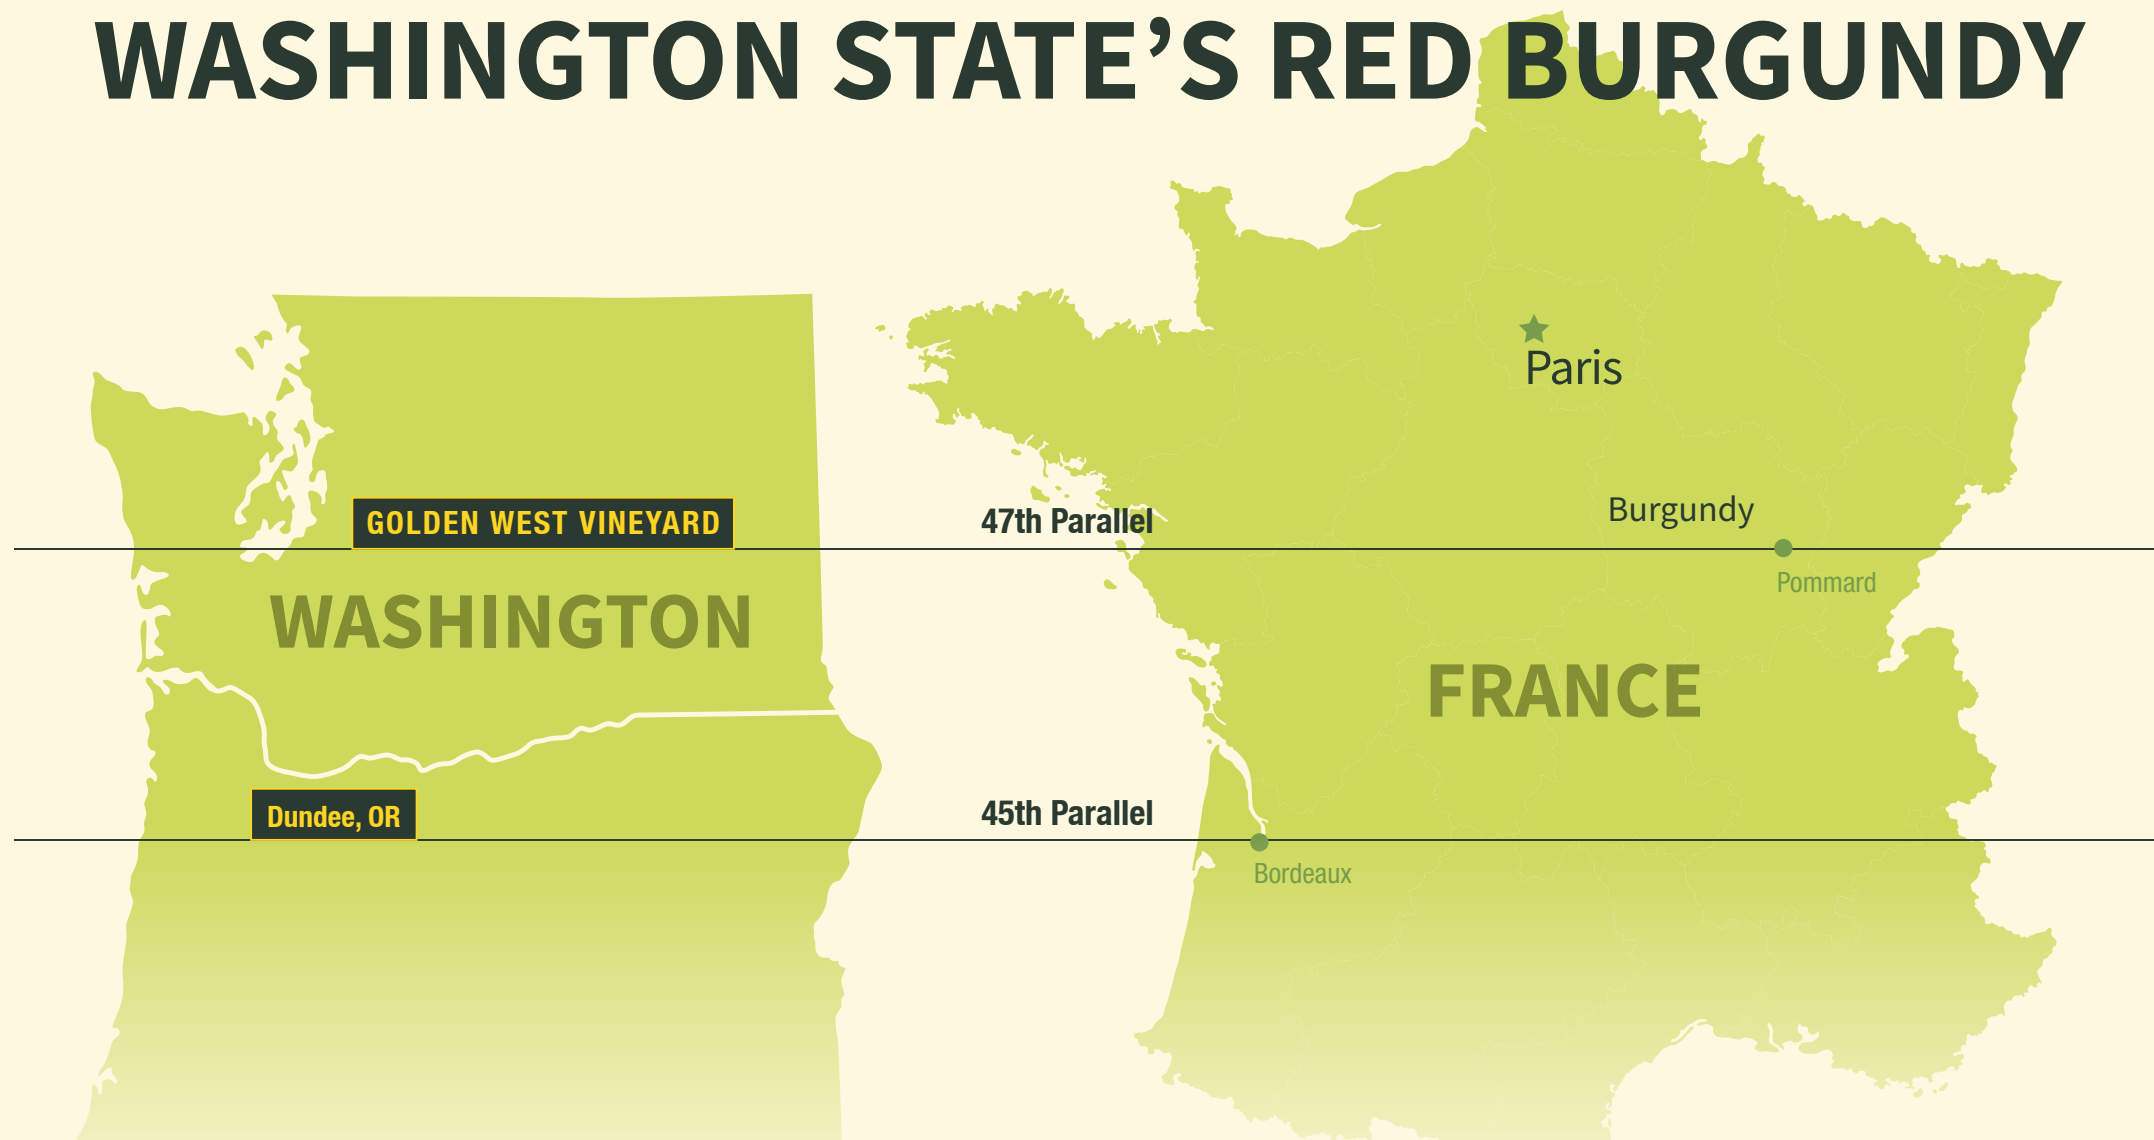 WASHINGTON STATE’S RED BURGUNDY
Paris
GOLDEN WEST VINEYARD
47th Parallel
Burgundy
Pommard
WASHINGTON
FRANCE
Dundee, OR
45th Parallel
Bordeaux